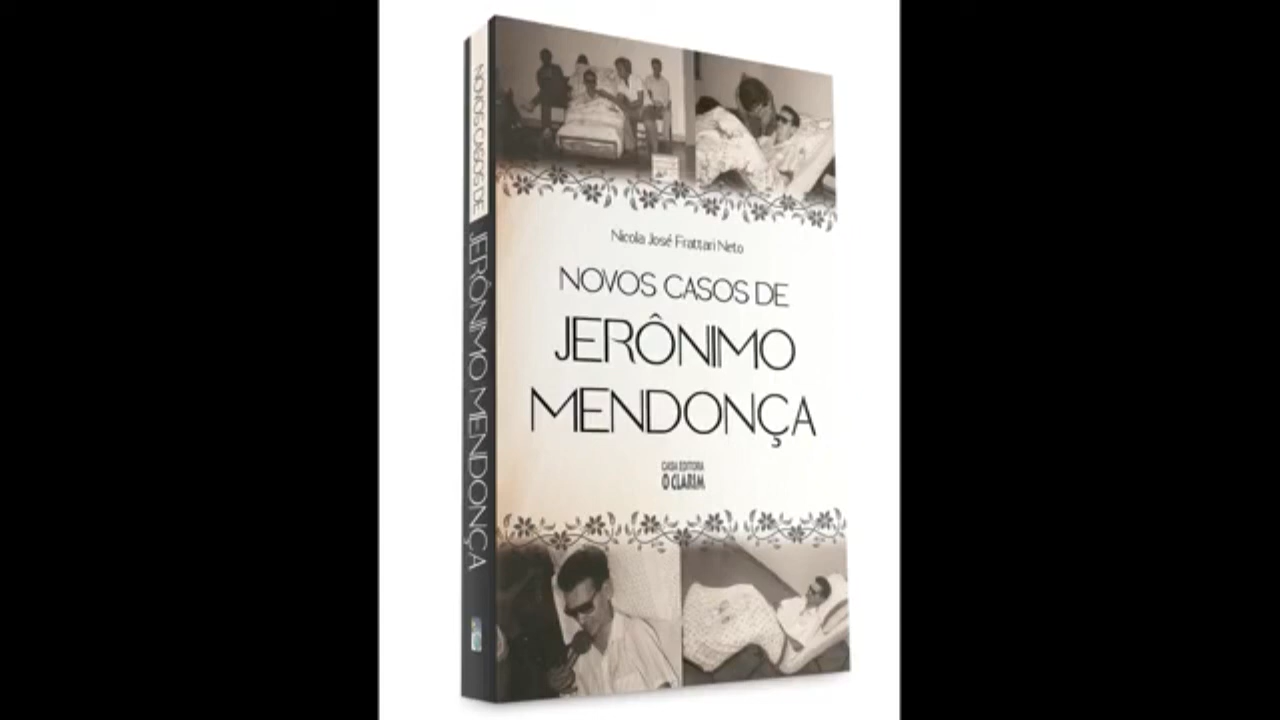 NOVOS CASOS DE JERÔNIMO MENDONÇA
Nicola José Frattari Neto
NOVOS CASOS DE
JERÔNIMO
MENDONÇA
CASA EDITORA
O CLARIM